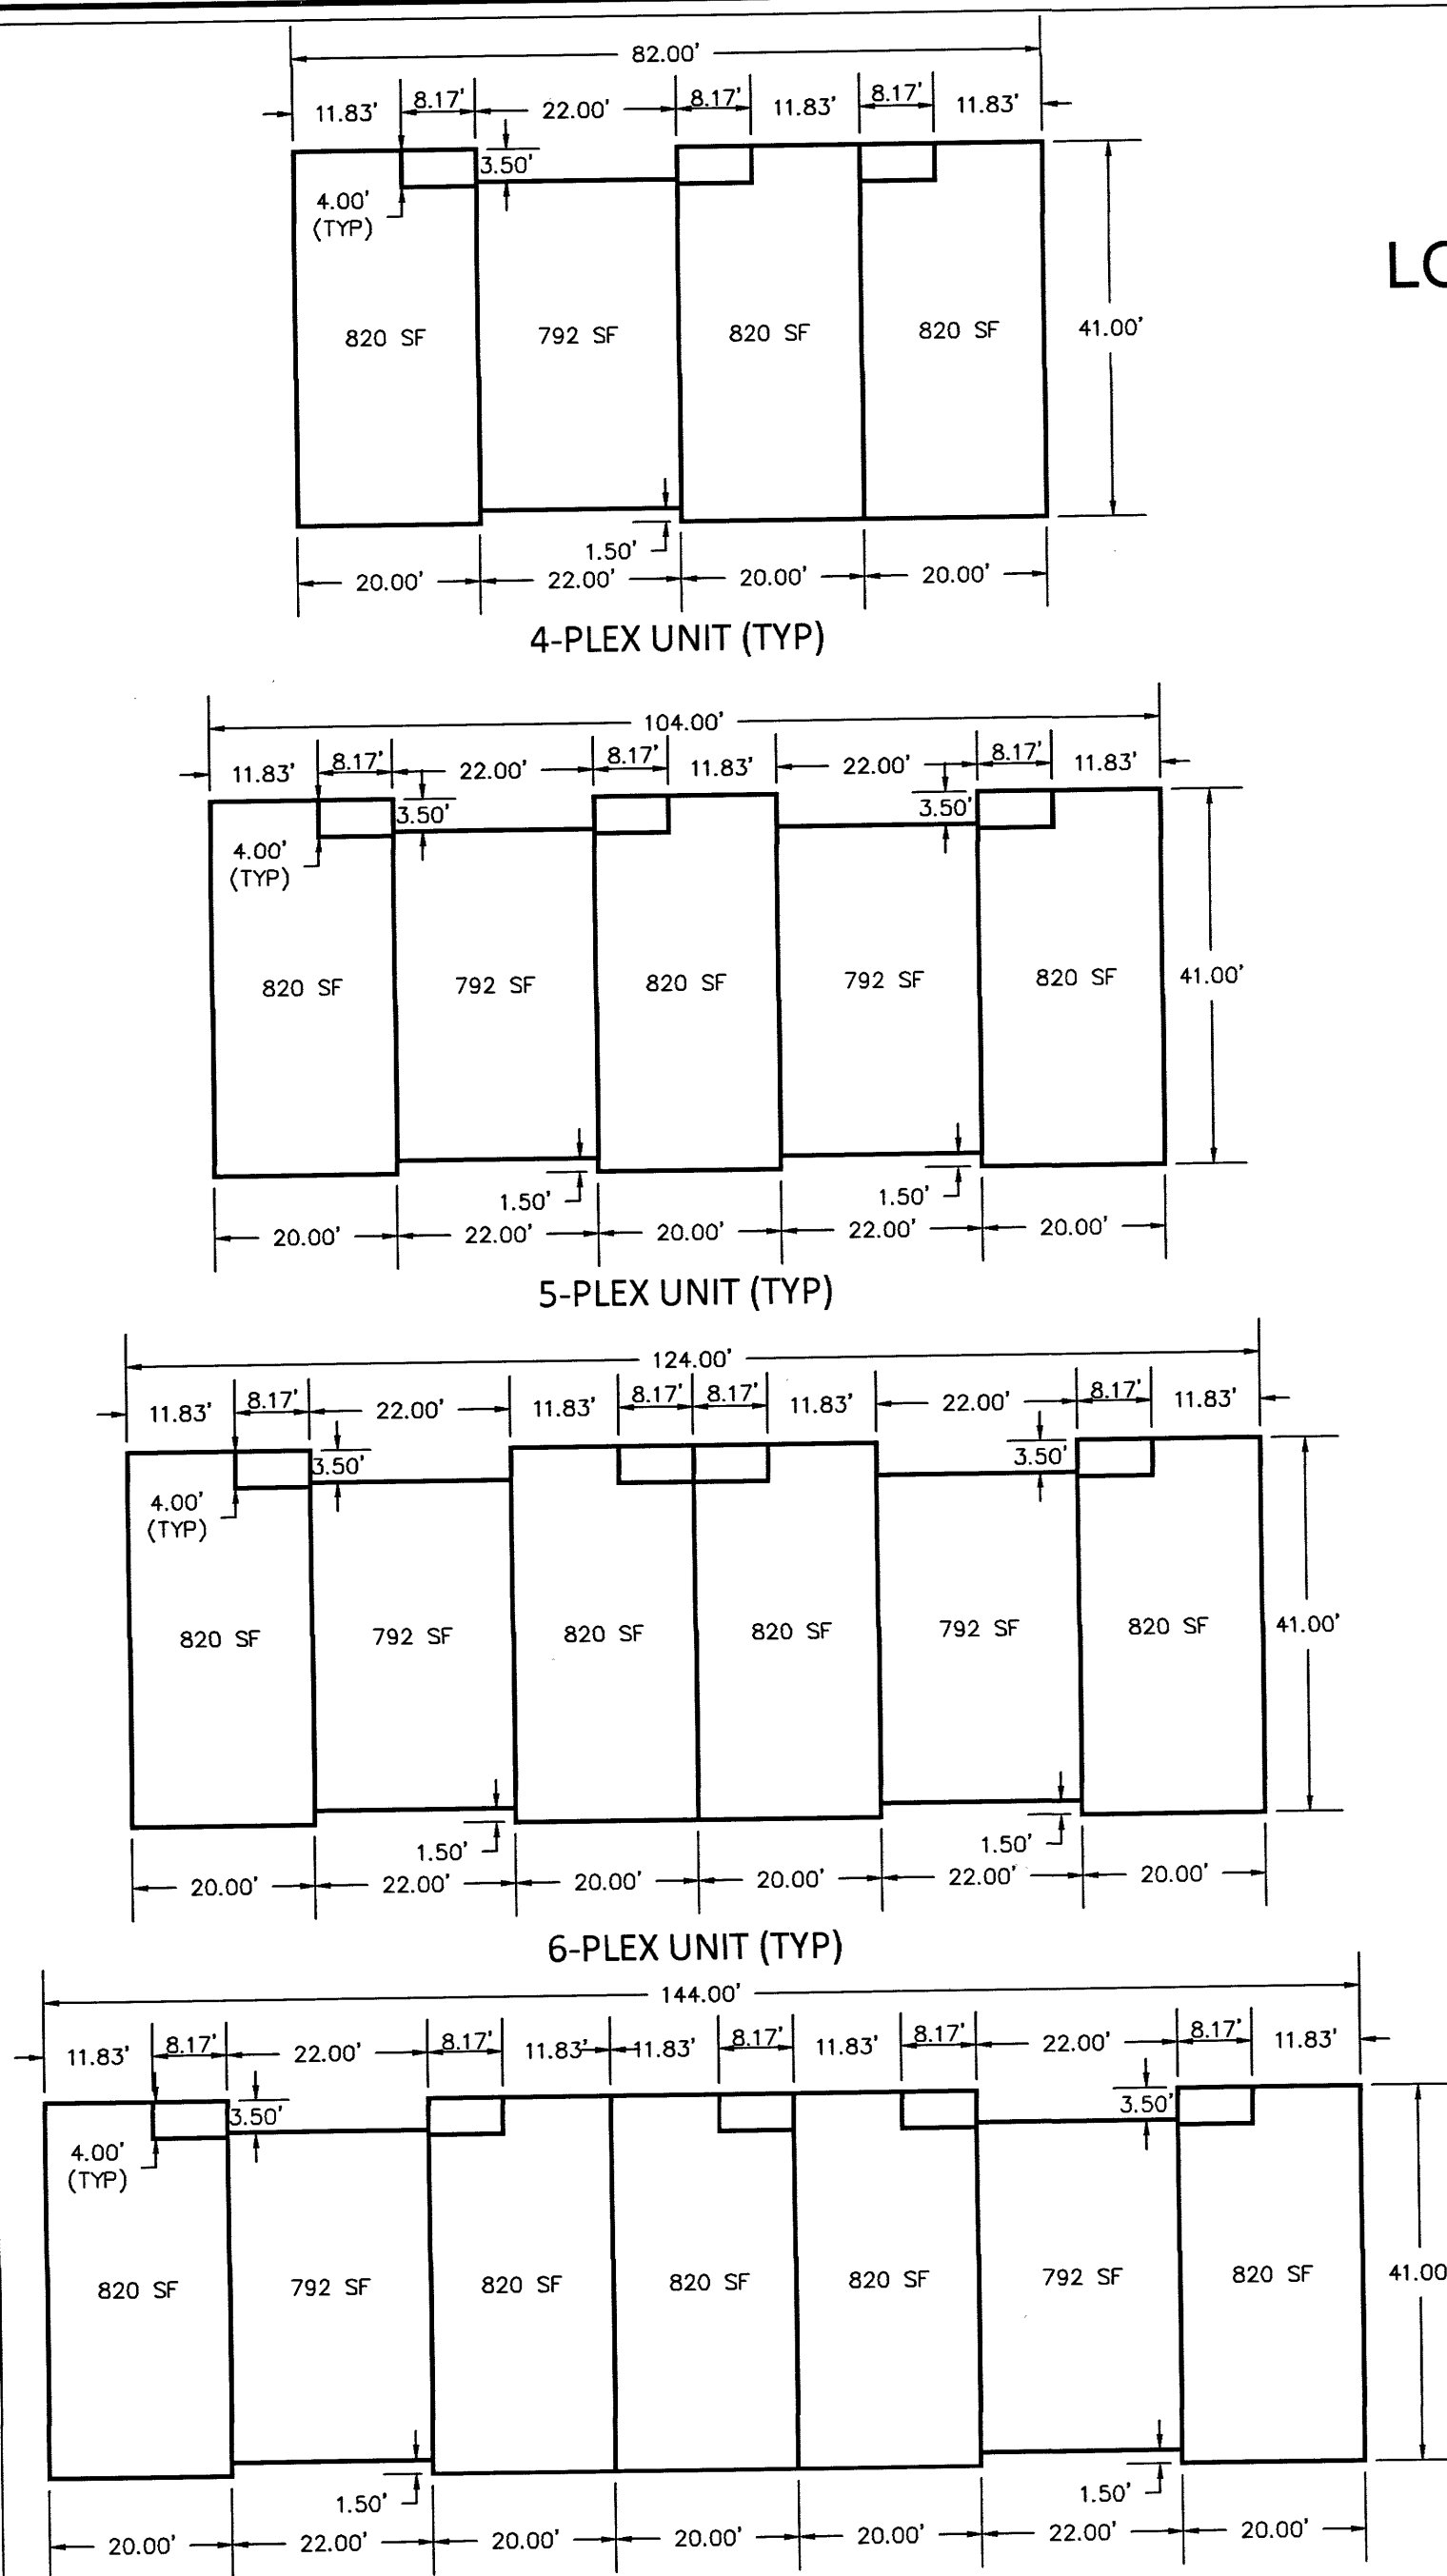 82.00'
11.83' 8.17' 22.00' 8.17' 11.83' 8.17' 11.83'
3.50'
4.00'
(TYP)
LO
820 SF 792 SF 820 SF 820 SF
41.00'
1.50'
20.00' 22.00' 20.00' 20.00'
4-PLEX UNIT (TYP)
104.00'
11.83' 8.17' 22.00' 8.17' 11.83' 22.00' 8.17' 11.83'
3.50' 3.50'
4.00'
(TYP)
820 SF 792 SF 820 SF 792 SF 820 SF
41.00'
1.50' 1.50'
20.00' 22.00' 20.00' 22.00' 20.00'
5-PLEX UNIT (TYP)
124.00'
11.83' 8.17' 22.00' 11.83' 8.17' 8.17' 11.83' 22.00' 8.17' 11.83'
3.50' 3.50'
4.00'
(TYP)
820 SF 792 SF 820 SF 820 SF 792 SF 820 SF
41.00'
1.50' 1.50'
20.00' 22.00' 20.00' 20.00' 22.00' 20.00'
6-PLEX UNIT (TYP)
144.00'
11.83' 8.17' 22.00' 8.17' 11.83' 11.83' 8.17' 11.83' 8.17' 22.00' 8.17' 11.83'
3.50' 3.50'
4.00'
(TYP)
820 SF 792 SF 820 SF 820 SF 820 SF 792 SF 820 SF
41.00
1.50' 1.50'
20.00' 22.00' 20.00' 20.00' 20.00' 22.00' 20.00'